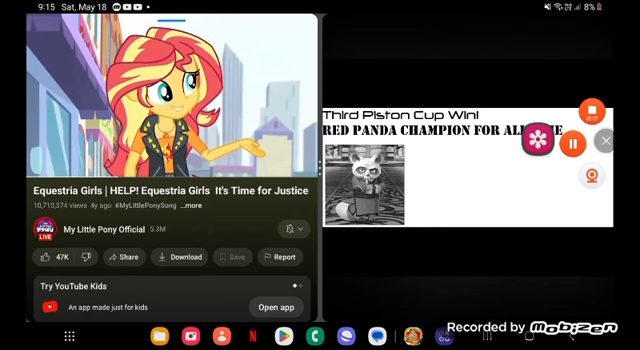 9:15 Sat, May 18
8%
Third Piston Cup Win!
RED PANDA CHAMPION FOR ALL
Equestria Girls | HELP! Equestria Girls It's Time for Justice
10,710,374 views 4y ago #MyLittlePonySong ...more
LIVE
My Little Pony Official 5.3M
47K
Share
Download
Save
Report
Try YouTube Kids
An app made just for kids
Open app
Recorded by Mobizen